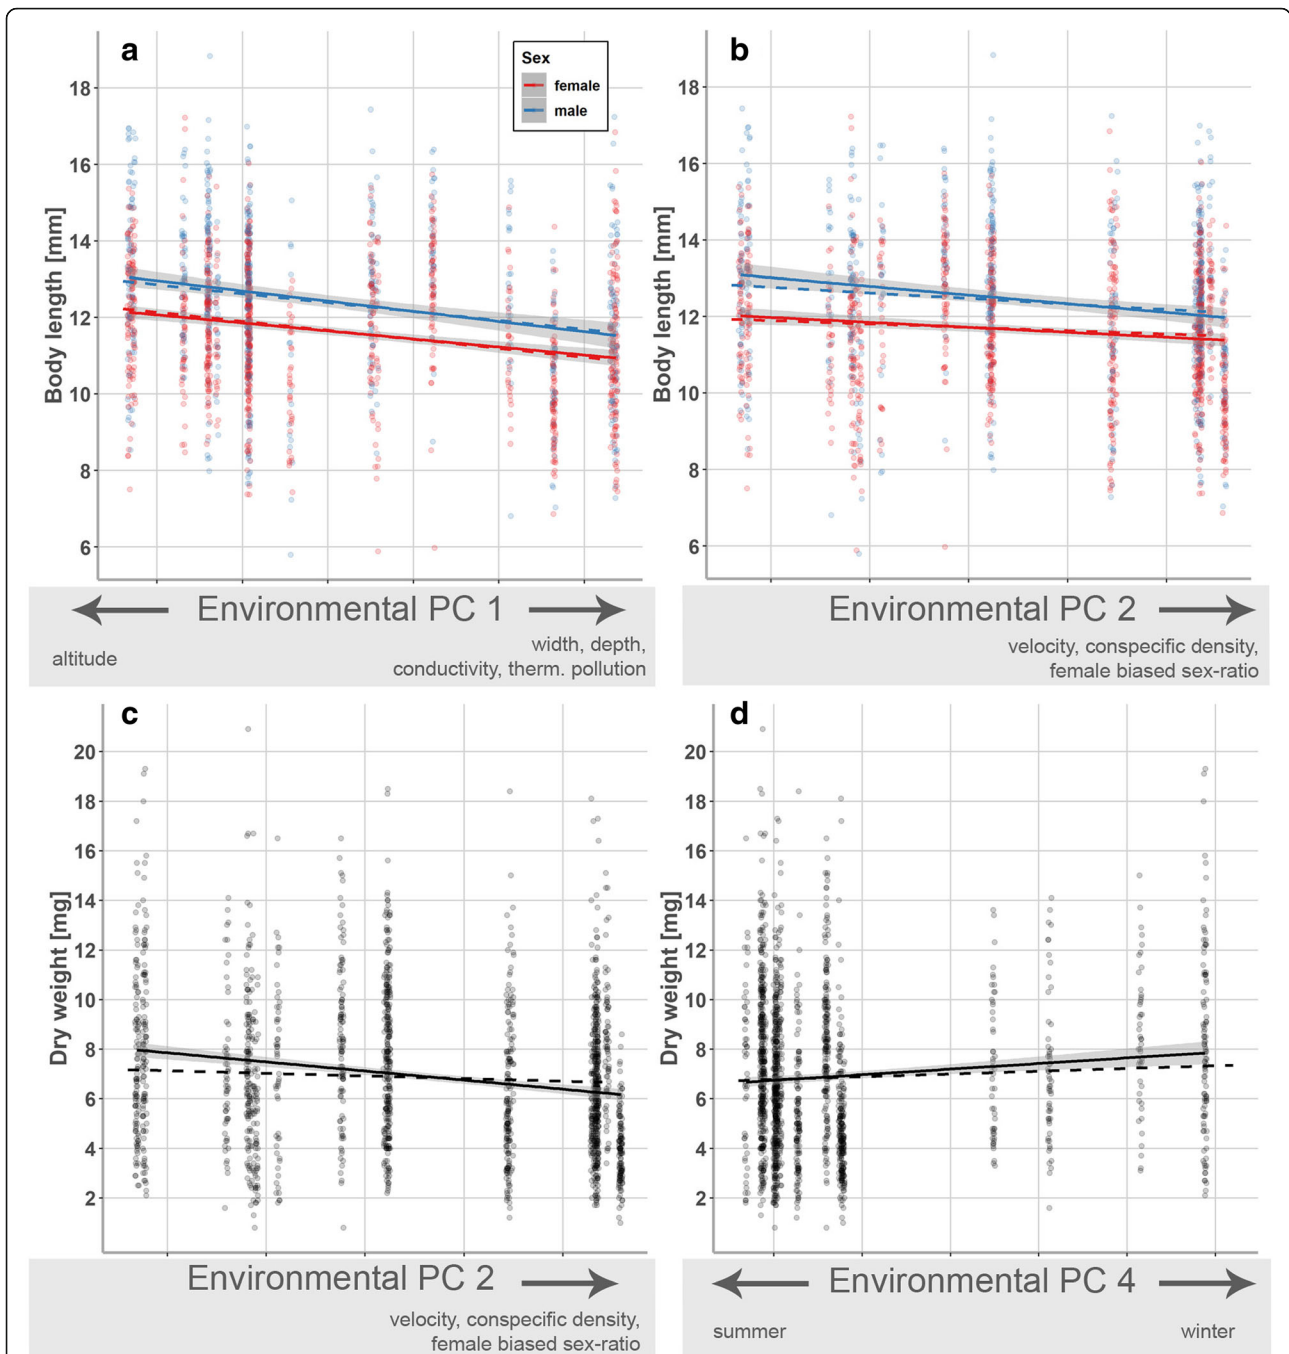 a
Sex
female
male
18
16
14
12
10
8
6
Body length [mm]
Environmental PC 1
altitude
width, depth,
conductivity, therm. pollution
b
18
16
14
12
10
8
6
Body length [mm]
Environmental PC 2
velocity, conspecific density,
female biased sex-ratio
c
20
18
16
14
12
10
8
6
4
2
Dry weight [mg]
Environmental PC 2
velocity, conspecific density,
female biased sex-ratio
d
20
18
16
14
12
10
8
6
4
2
Dry weight [mg]
Environmental PC 4
summer
winter